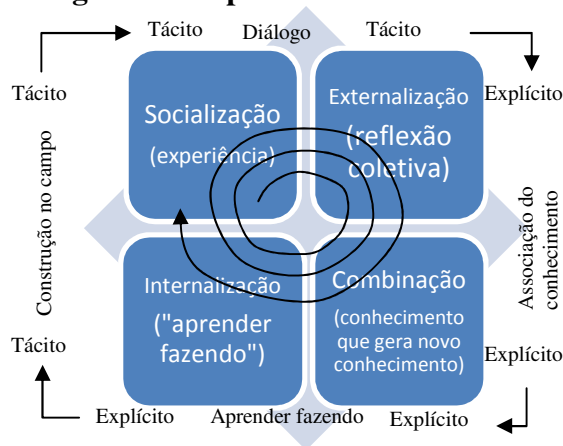 Tácito
Diálogo
Tácito
Tácito
Explícito
Socialização
(experiência)
Externalização
(reflexão
coletiva)
Construção no campo
Associação do
conhecimento
Internalização
("aprender
fazendo")
Combinação
(conhecimento
que gera novo
conhecimento)
Tácito
Explícito
Explícito
Aprender fazendo
Explícito